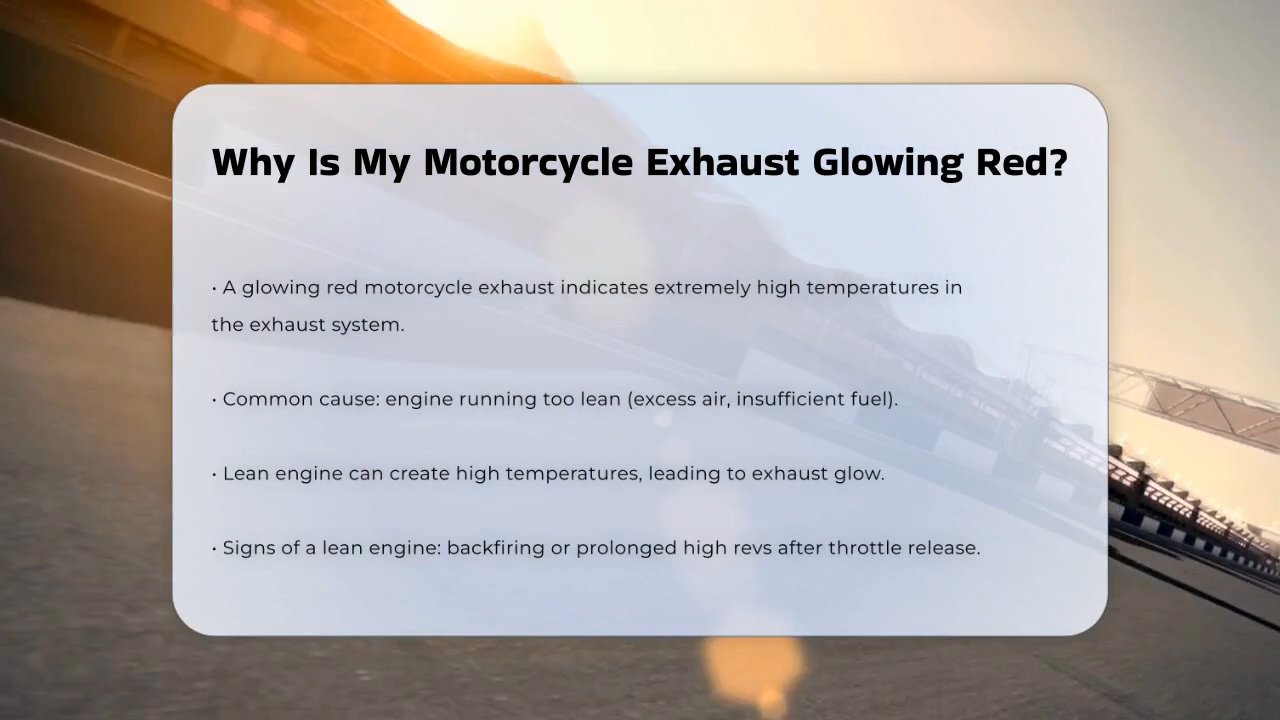 Why Is My Motorcycle Exhaust Glowing Red?
· A glowing red motorcycle exhaust indicates extremely high temperatures in
the exhaust system.
· Common cause: engine running too lean (excess air, insufficient fuel).
· Lean engine can create high temperatures, leading to exhaust glow.
· Signs of a lean engine: backfiring or prolonged high revs after throttle release.